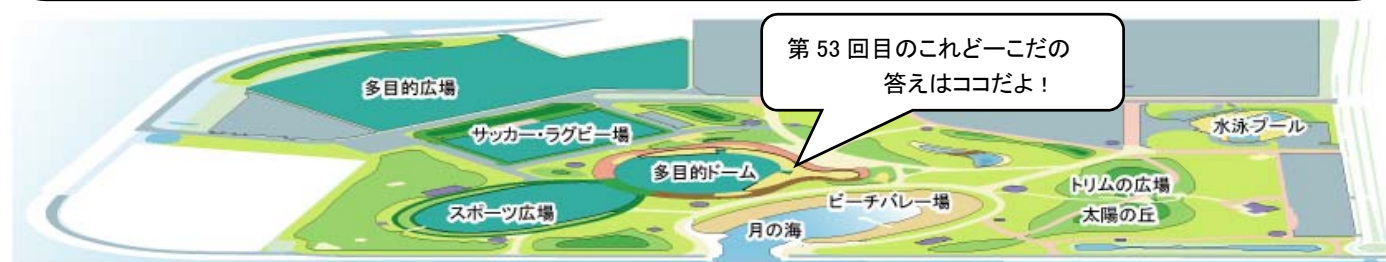 第 53 回目のこれどーこだの
答えはココだよ！
多目的広場
サッカー・ラグビー場
水泳プール
多目的ドーム
トリムの広場
ビーチバレー場
スポーツ広場
太陽の丘
月の海